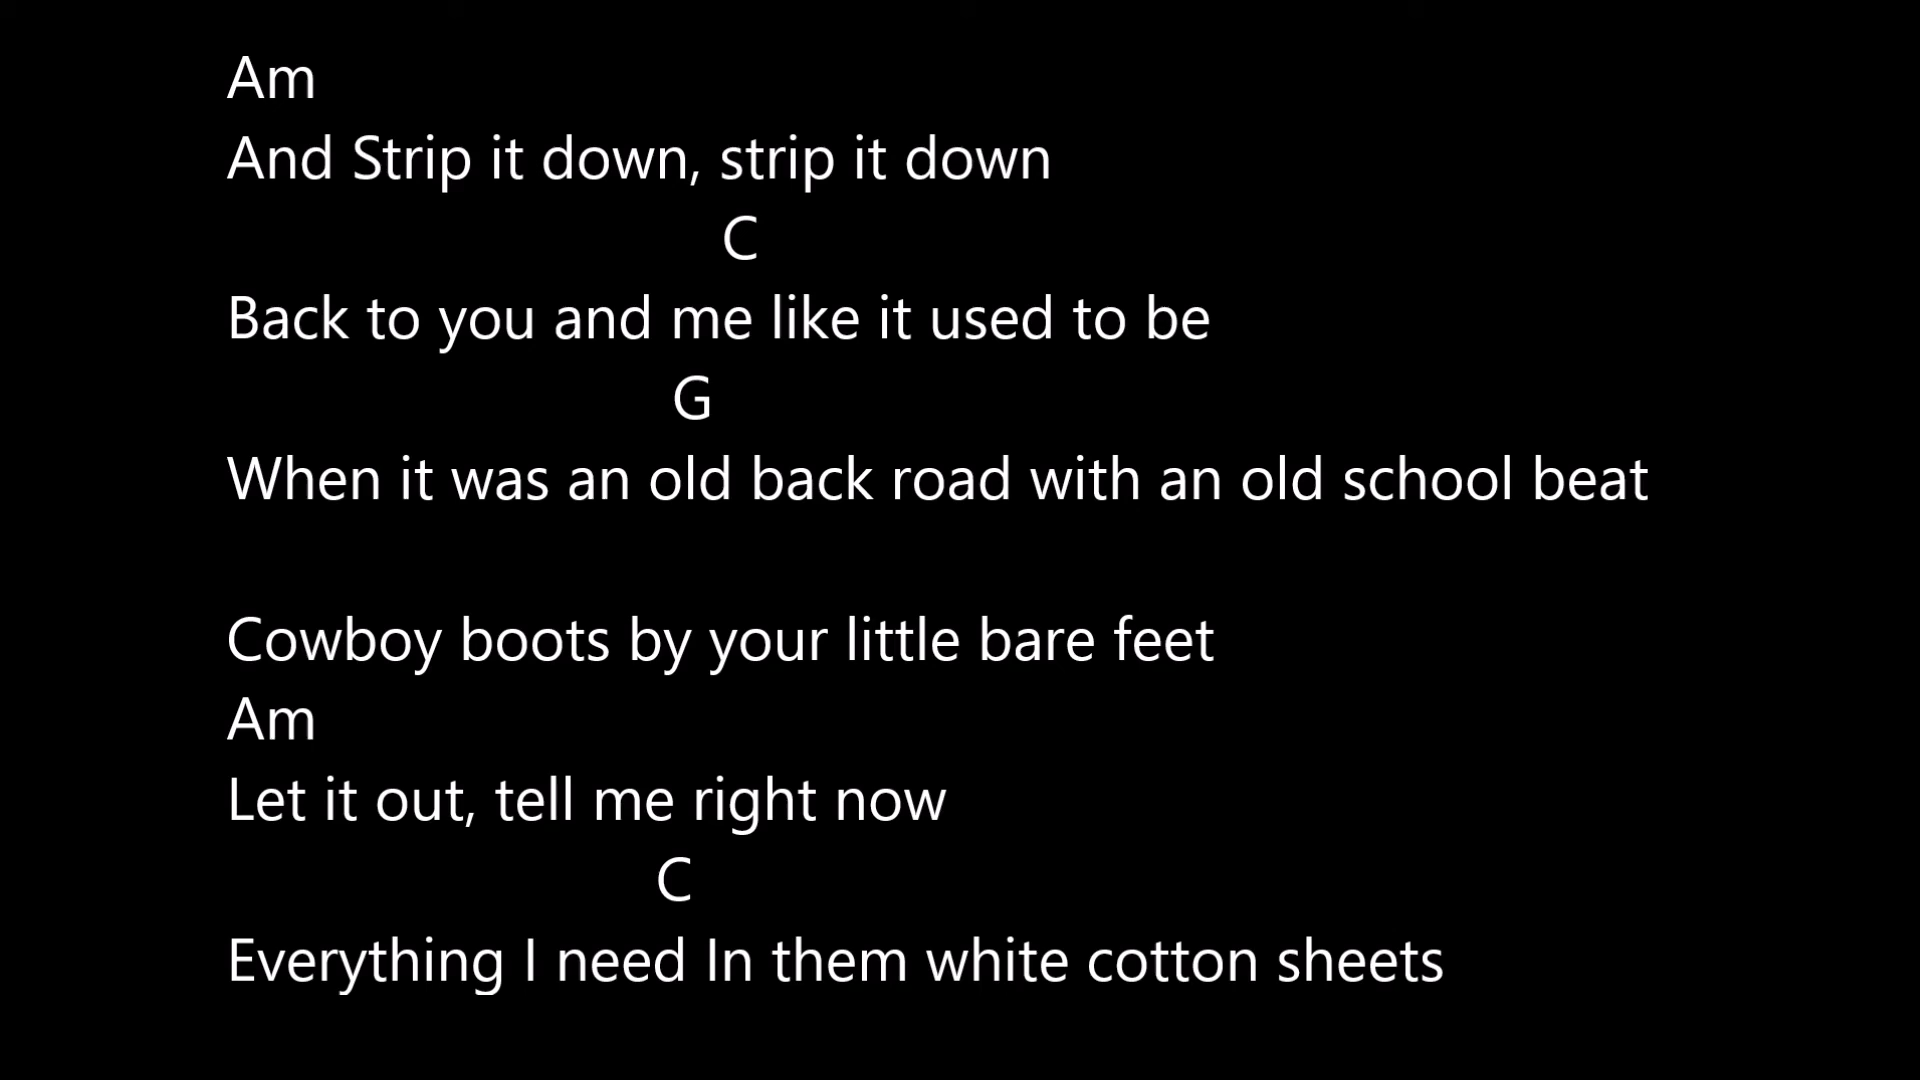 Am
And Strip it down, strip it down
C
Back to you and me like it used to be
G
When it was an old back road with an old school beat
Cowboy boots by your little bare feet
Am
Let it out, tell me right now
C
Everything I need In them white cotton sheets